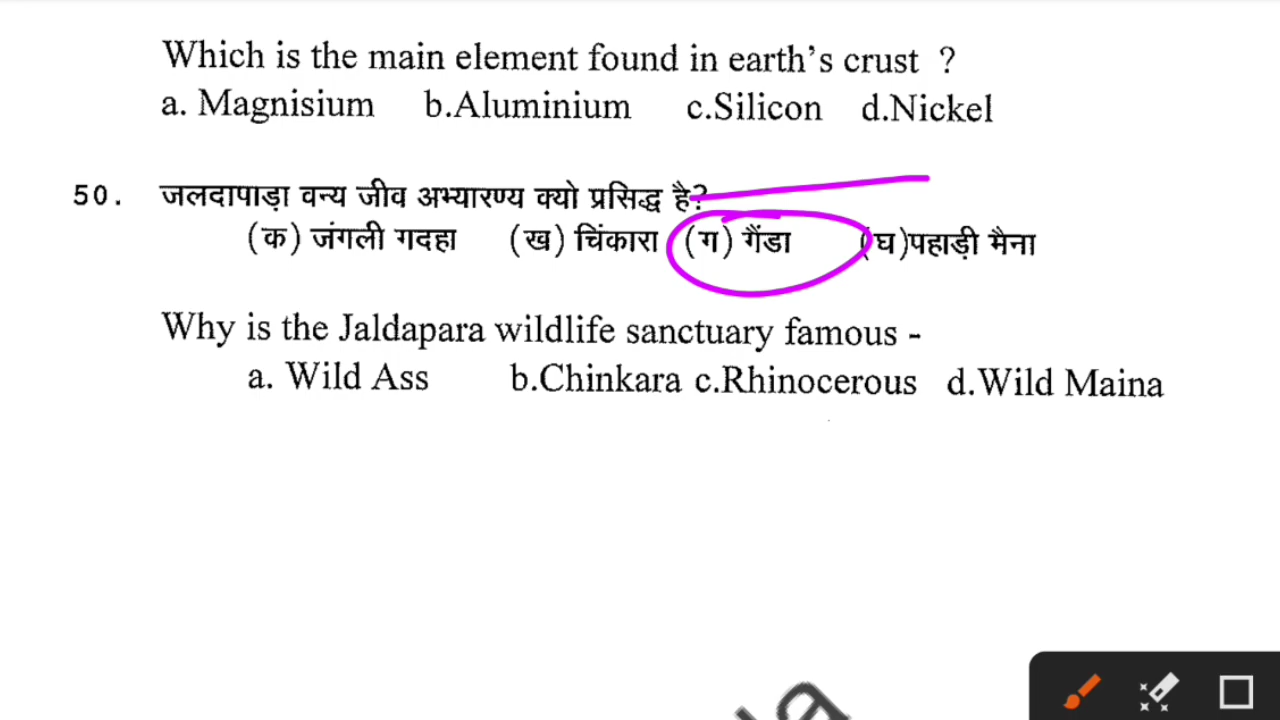 Which is the main element found in earth's crust ?
a. Magnisium b.Aluminium c.Silicon d.Nickel
50. जलदापाड़ा वन्य जीव अभ्यारण्य क्यो प्रसिद्ध है?
(क) जंगली गदहा (ख) चिंकारा (ग) गैंडा (घ)पहाड़ी मैना
Why is the Jaldapara wildlife sanctuary famous -
a. Wild Ass b.Chinkara c.Rhinocerous d.Wild Maina